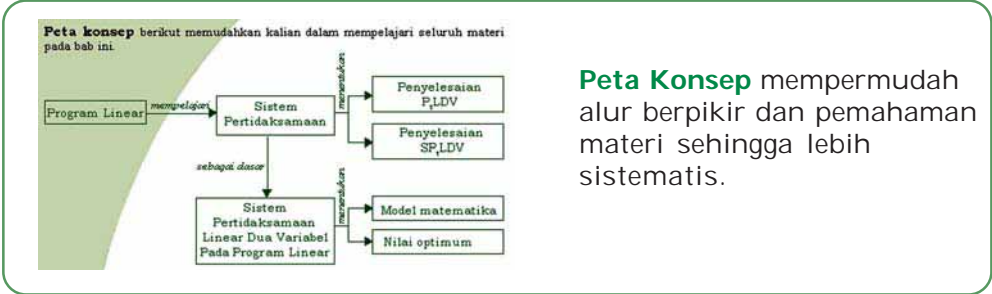 Peta konsep berikut memudahkan kalian dalam mempelajari seluruh materi
pada bab ini.
Program Linear
mempelajari
Sistem
Pertidaksamaan
menentukan
Penyelesaian
PtLDV
Penyelesaian
SPtLDV
sebagai dasar
Sistem
Pertidaksamaan
Linear Dua Variabel
Pada Program Linear
menentukan
Model matematika
Nilai optimum
Peta Konsep mempermudah
alur berpikir dan pemahaman
materi sehingga lebih
sistematis.